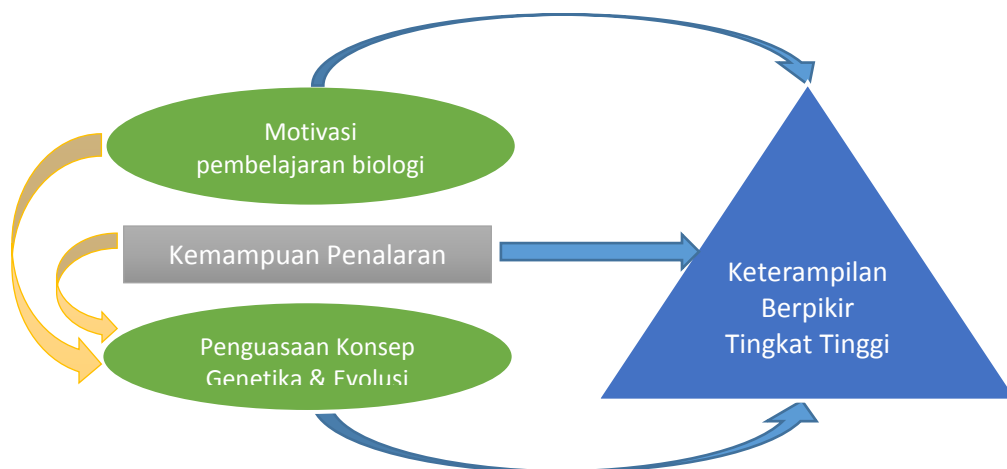 Motivasi
pembelajaran biologi
Kemampuan Penalaran
Penguasaan Konsep
Genetika & Evolusi
Keterampilan
Berpikir
Tingkat Tinggi